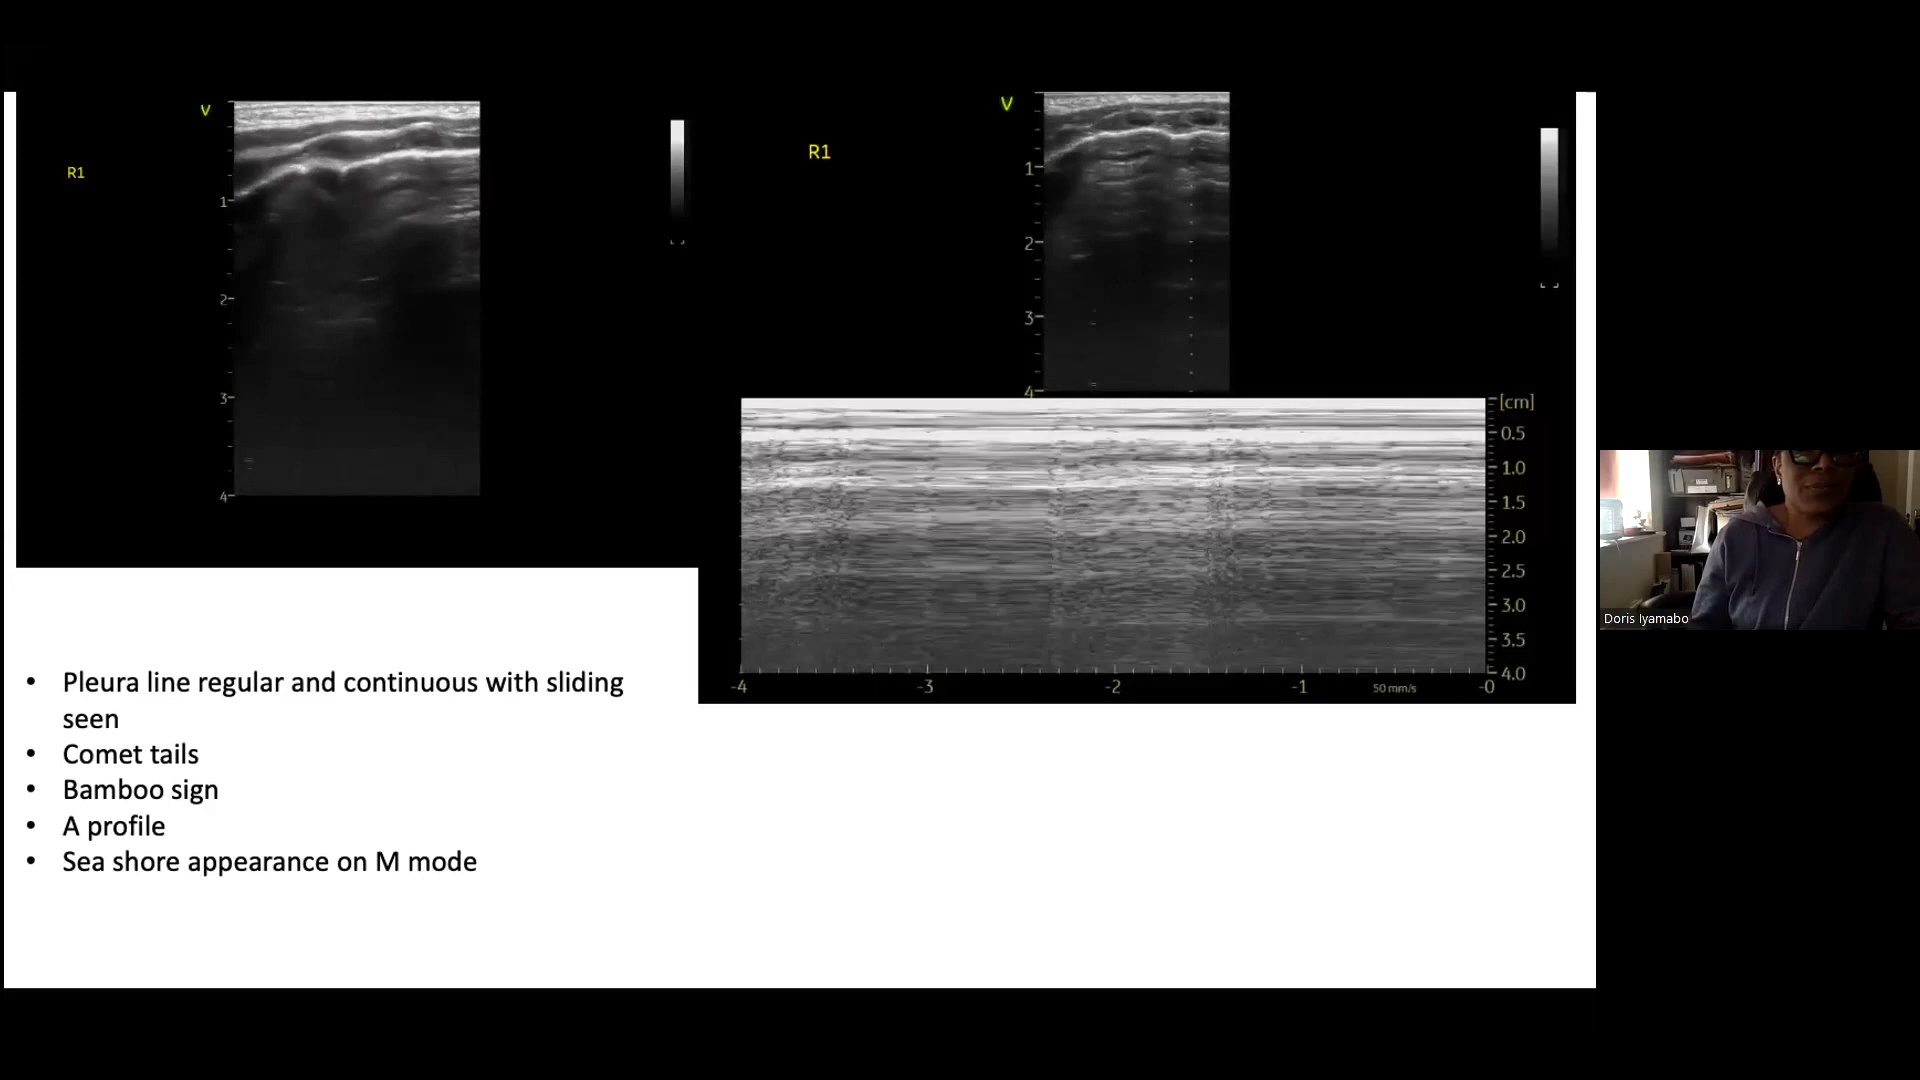 V
R1
1
2
3
4
V
R1
1
2
3
4
[cm]
0.5
1.0
1.5
2.0
2.5
3.0
3.5
4.0
-4 -3 -2 -1 50 mm/s -0
• Pleura line regular and continuous with sliding
seen
• Comet tails
• Bamboo sign
• A profile
• Sea shore appearance on M mode
Doris Iyamabo